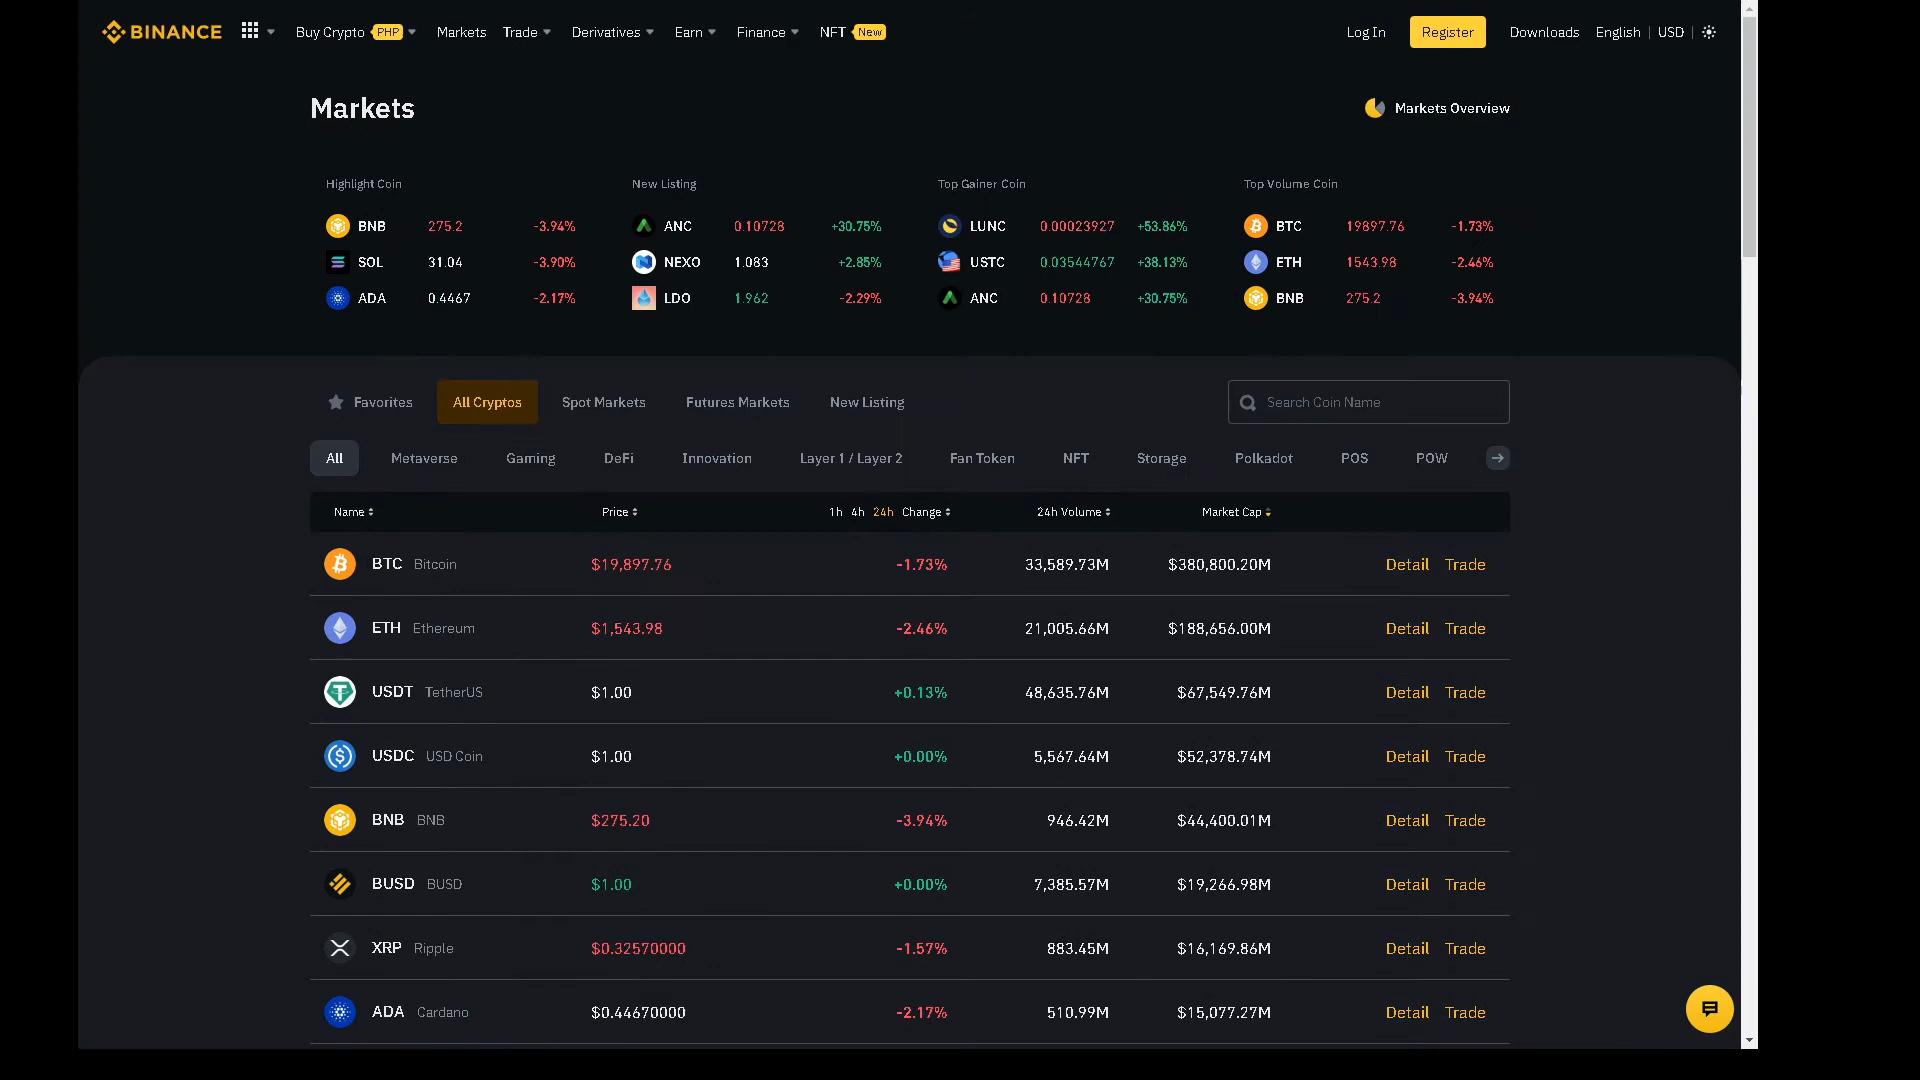 BINANCE Buy Crypto PHP Markets Trade Derivatives Earn Finance NFT New Log In Register Downloads English USD
Markets Markets Overview
Highlight Coin New Listing Top Gainer Coin Top Volume Coin
BNB 275.2 -3.94% ANC 0.10728 +30.75% LUNC 0.00023927 +53.86% BTC 19897.76 -1.73%
SOL 31.04 -3.90% NEXO 1.083 +2.85% USTC 0.03544767 +38.13% ETH 1543.98 -2.46%
ADA 0.4467 -2.17% LDO 1.962 -2.29% ANC 0.10728 +30.75% BNB 275.2 -3.94%
Favorites All Cryptos Spot Markets Futures Markets New Listing Search Coin Name
All Metaverse Gaming DeFi Innovation Layer 1 / Layer 2 Fan Token NFT Storage Polkadot POS POW
Name Price 1h 4h 24h Change 24h Volume Market Cap
BTC Bitcoin $19,897.76 -1.73% 33,589.73M $380,800.20M Detail Trade
ETH Ethereum $1,543.98 -2.46% 21,005.66M $188,656.00M Detail Trade
USDT TetherUS $1.00 +0.13% 48,635.76M $67,549.76M Detail Trade
USDC USD Coin $1.00 +0.00% 5,567.64M $52,378.74M Detail Trade
BNB BNB $275.20 -3.94% 946.42M $44,400.01M Detail Trade
BUSD BUSD $1.00 +0.00% 7,385.57M $19,266.98M Detail Trade
XRP Ripple $0.32570000 -1.57% 883.45M $16,169.86M Detail Trade
ADA Cardano $0.44670000 -2.17% 510.99M $15,077.27M Detail Trade